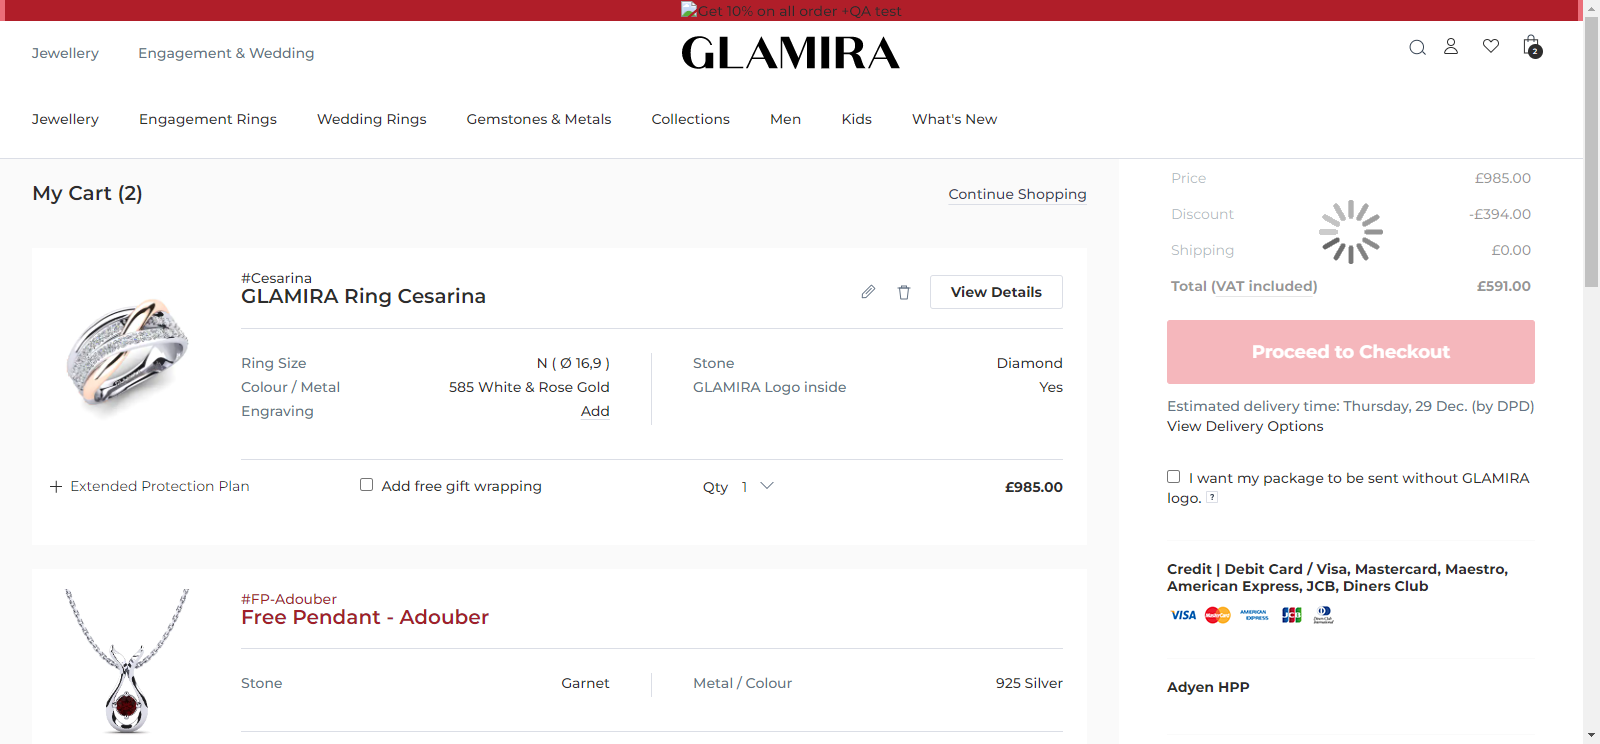 Get 10% on all order +QA test
Jewellery
Engagement & Wedding
GLAMIRA
2
Jewellery
Engagement Rings
Wedding Rings
Gemstones & Metals
Collections
Men
Kids
What's New
My Cart (2)
Continue Shopping
#Cesarina
GLAMIRA Ring Cesarina
View Details
Ring Size N ( Ø 16,9 )
Colour / Metal 585 White & Rose Gold
Engraving Add
Stone Diamond
GLAMIRA Logo inside Yes
Extended Protection Plan
Add free gift wrapping
Qty 1
£985.00
#FP-Adouber
Free Pendant - Adouber
Stone Garnet
Metal / Colour 925 Silver
Price £985.00
Discount -£394.00
Shipping £0.00
Total (VAT included) £591.00
Proceed to Checkout
Estimated delivery time: Thursday, 29 Dec. (by DPD)
View Delivery Options
I want my package to be sent without GLAMIRA
logo. ?
Credit | Debit Card / Visa, Mastercard, Maestro,
American Express, JCB, Diners Club
VISA MasterCard AMERICAN EXPRESS JCB
Adyen HPP